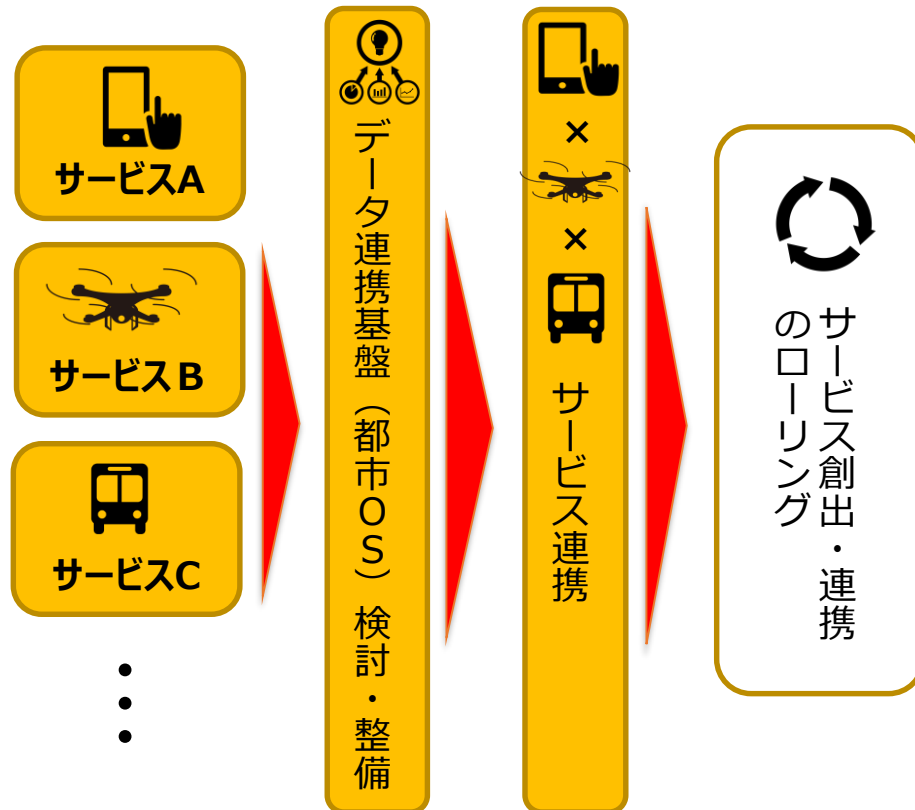 サービスA
サービスB
サービスC
データ連携基盤（都市OS）検討・整備
×
×
サービス連携
サービス創出・連携
のローリング